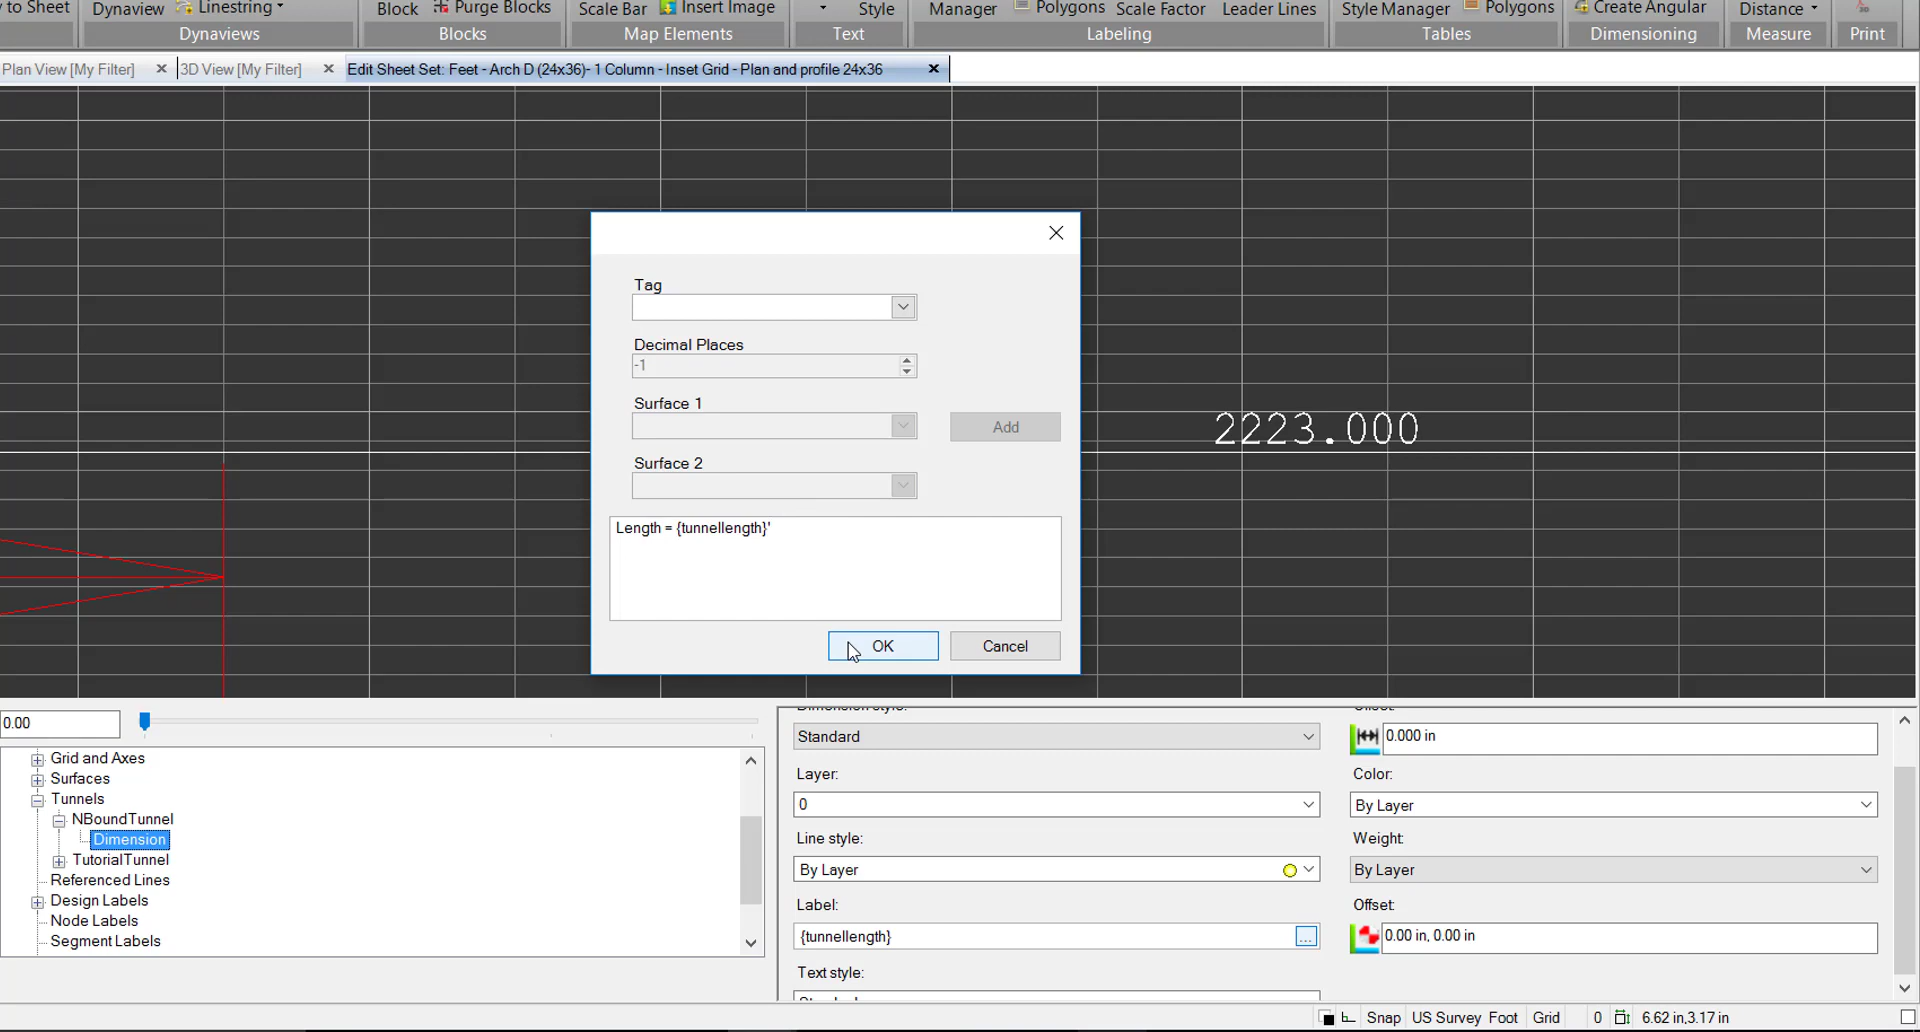 to Sheet Dynaview Linestring Block Purge Blocks Scale Bar Insert Image Style Manager Polygons Scale Factor Leader Lines Style Manager Polygons Create Angular Distance
Dynaviews Blocks Map Elements Text Labeling Tables Dimensioning Measure Print
Plan View [My Filter] 3D View [My Filter] Edit Sheet Set: Feet - Arch D (24x36)- 1 Column - Inset Grid - Plan and profile 24x36
Tag
Decimal Places
-1
Surface 1
Add
Surface 2
Length = {tunnellength}'
OK Cancel
2223.000
0.00
Grid and Axes
Surfaces
Tunnels
NBoundTunnel
Dimension
TutorialTunnel
Referenced Lines
Design Labels
Node Labels
Segment Labels
Dimension style: Offset:
Standard 0.000 in
Layer: Color:
0 By Layer
Line style: Weight:
By Layer By Layer
Label: Offset:
{tunnellength} ... 0.00 in, 0.00 in
Text style:
Snap US Survey Foot Grid 0 6.62 in,3.17 in